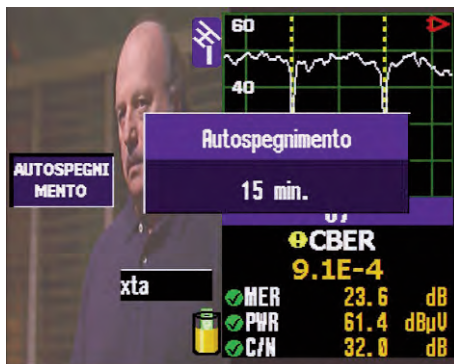 60
40
Autospegnimento
15 min.
AUTOSPEGNI
MENTO
07
CBER
9.1E-4
xta
MER 23.6 dB
PWR 61.4 dBµV
C/N 32.0 dB